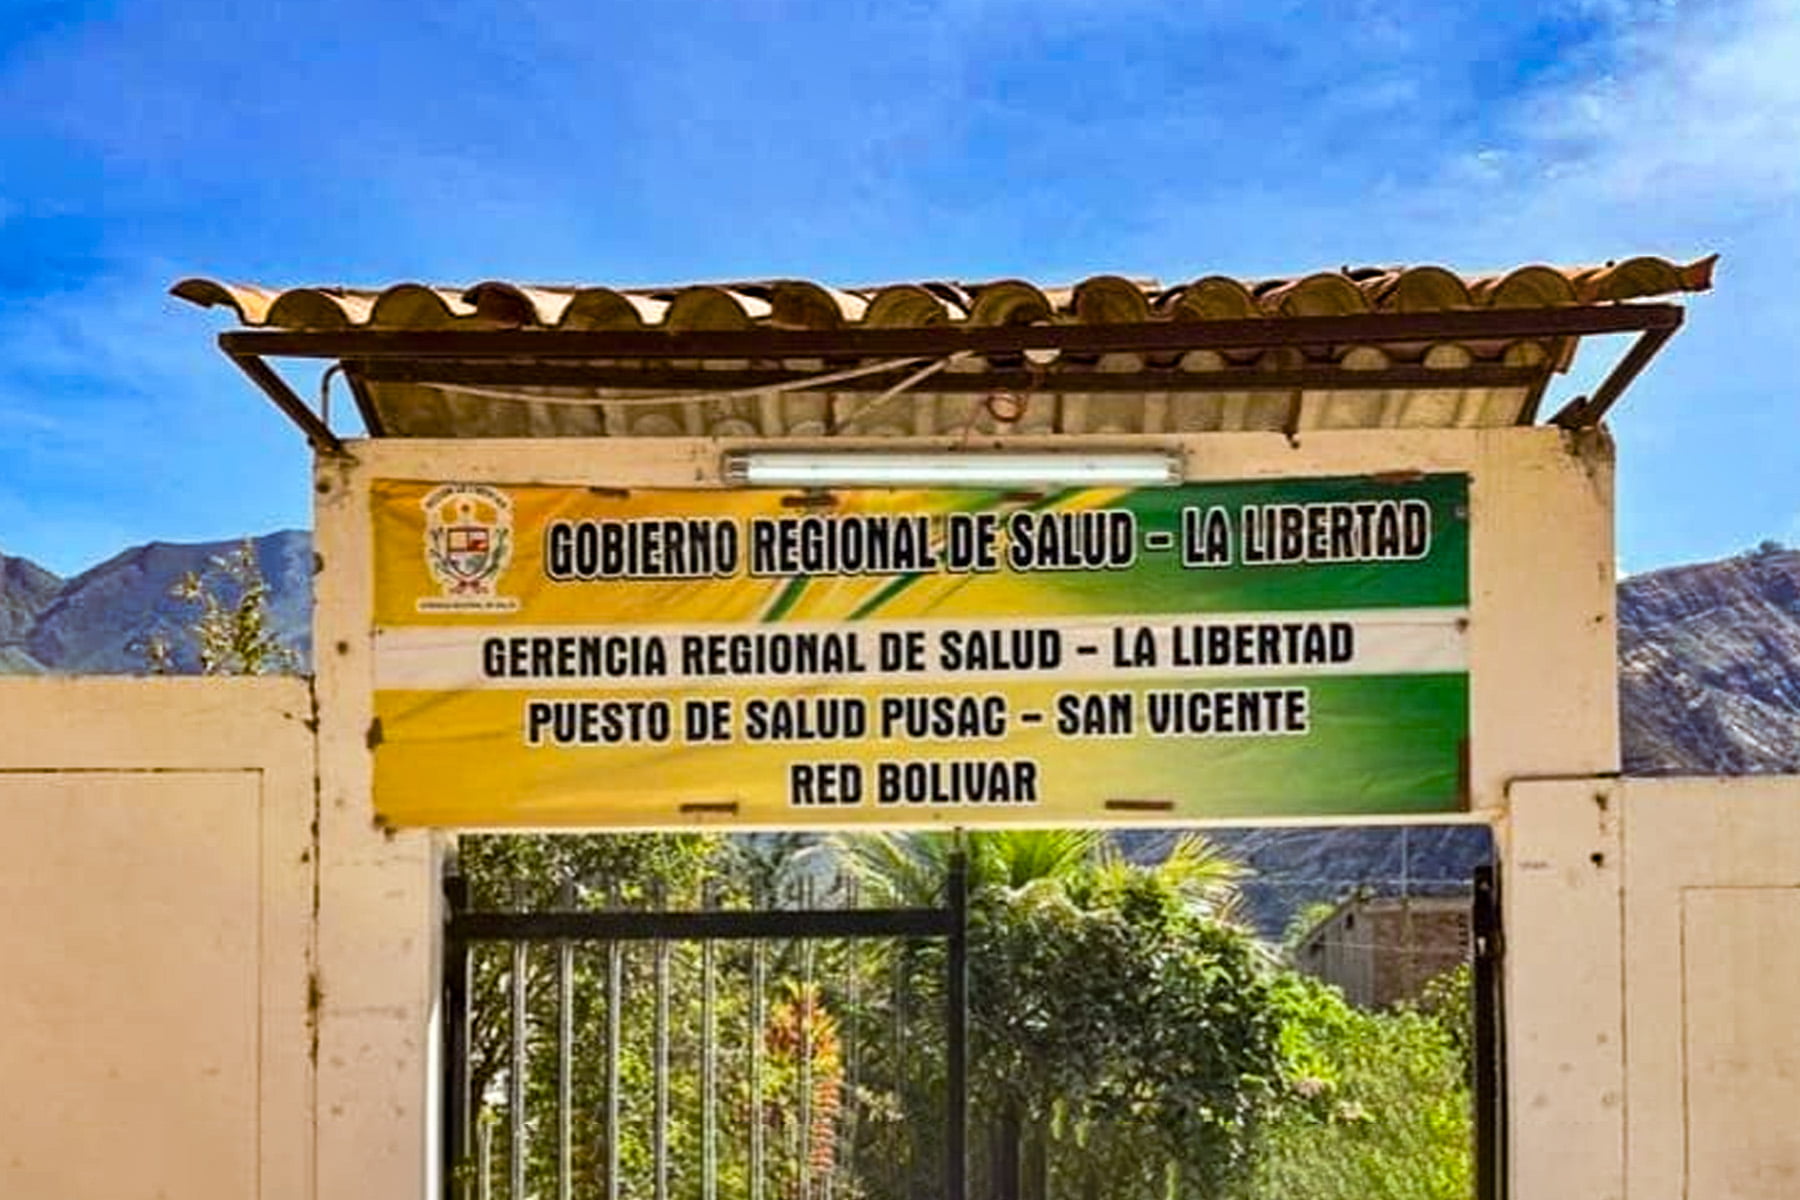 GOBIERNO REGIONAL DE SALUD - LA LIBERTAD
GERENCIA REGIONAL DE SALUD - LA LIBERTAD
PUESTO DE SALUD PUSAC - SAN VICENTE
RED BOLIVAR